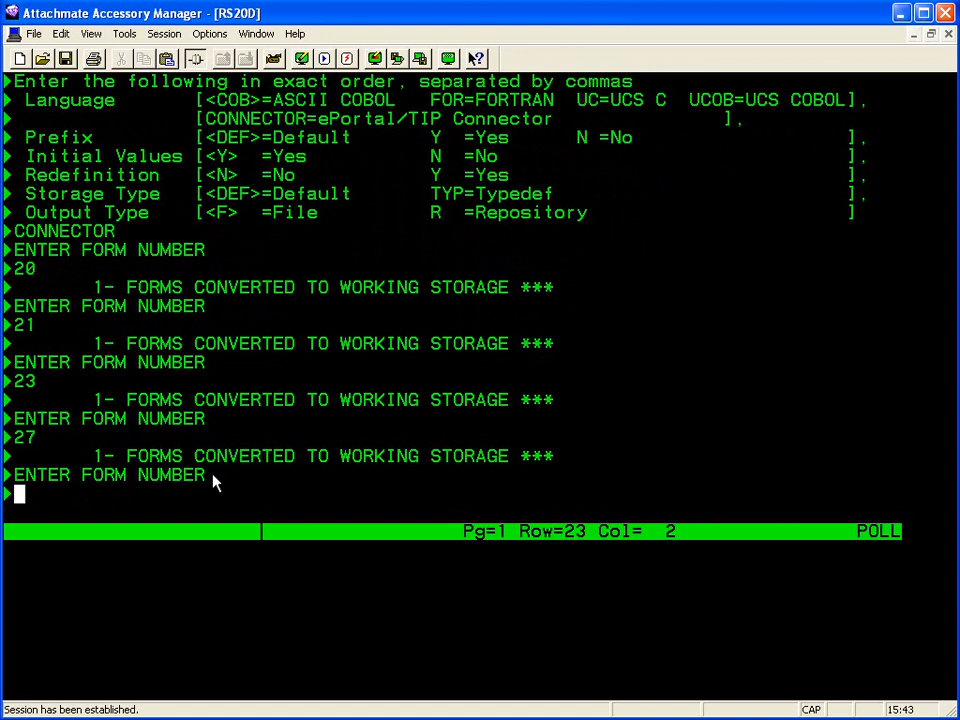 Attachmate Accessory Manager - [RS20D]
File Edit View Tools Session Options Window Help
Enter the following in exact order, separated by commas
Language [<COB>=ASCII COBOL FOR=FORTRAN UC=UCS C UCOB=UCS COBOL],
[CONNECTOR=ePortal/TIP Connector ],
Prefix [<DEF>=Default Y =Yes N =No ],
Initial Values [<Y> =Yes N =No ],
Redefinition [<N> =No Y =Yes ],
Storage Type [<DEF>=Default TYP=Typedef ],
Output Type [<F> =File R =Repository ]
CONNECTOR
ENTER FORM NUMBER
20
1- FORMS CONVERTED TO WORKING STORAGE ***
ENTER FORM NUMBER
21
1- FORMS CONVERTED TO WORKING STORAGE ***
ENTER FORM NUMBER
23
1- FORMS CONVERTED TO WORKING STORAGE ***
ENTER FORM NUMBER
27
1- FORMS CONVERTED TO WORKING STORAGE ***
ENTER FORM NUMBER
Pg=1 Row=23 Col= 2 POLL
Session has been established. CAP 15:43